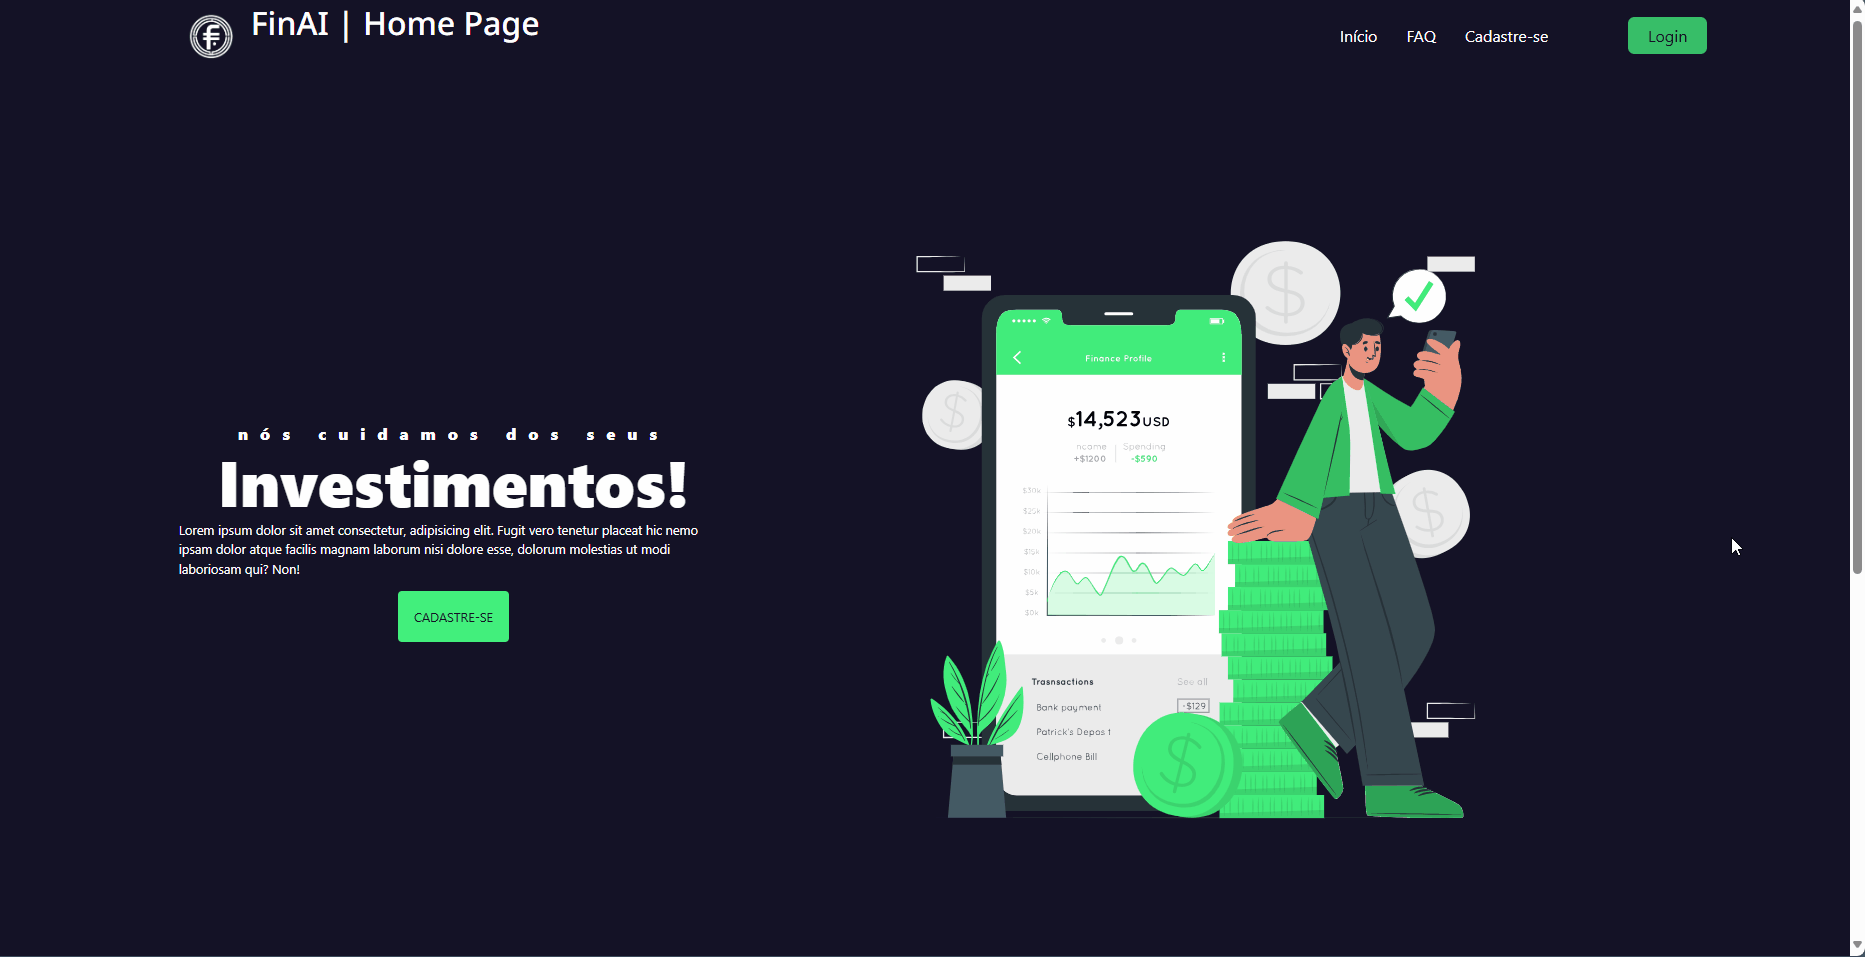 FinAI | Home Page
Início FAQ Cadastre-se Login
nós cuidamos dos seus
Investimentos!
Lorem ipsum dolor sit amet consectetur, adipisicing elit. Fugit vero tenetur placeat hic nemo
ipsam dolor atque facilis magnam laborum nisi dolore esse, dolorum molestias ut modi
laboriosam qui? Non!
CADASTRE-SE
Finance Profile
$14,523USD
ncome Spending
+$1200 -$590
$30k
$25k
$20k
$15k
$10k
$5k
$0k
Trasnsactions See all
Bank payment -$129
Patrick's Depos t
Cellphone Bill